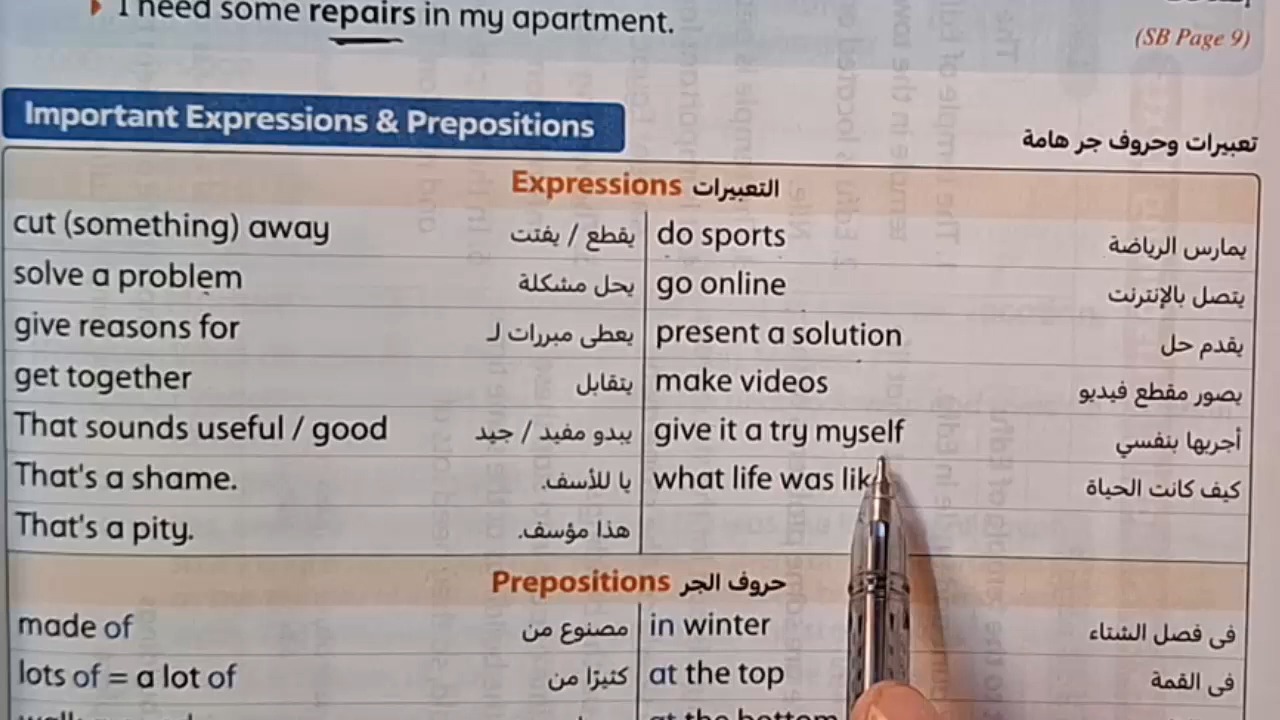 I need some repairs in my apartment.
(SB Page 9)
Important Expressions & Prepositions
تعبيرات وحروف جر هامة
Expressions التعبيرات
cut (something) away يقطع / يفتت do sports يمارس الرياضة
solve a problem يحل مشكلة go online يتصل بالإنترنت
give reasons for يعطى مبررات لـ present a solution يقدم حل
get together يتقابل make videos يصور مقطع فيديو
That sounds useful / good يبدو مفيد / جيد give it a try myself أجربها بنفسي
That's a shame. يا للأسف. what life was lik كيف كانت الحياة
That's a pity. هذا مؤسف.
Prepositions حروف الجر
made of مصنوع من in winter فى فصل الشتاء
lots of = a lot of كثيرًا من at the top فى القمة
at the bottom